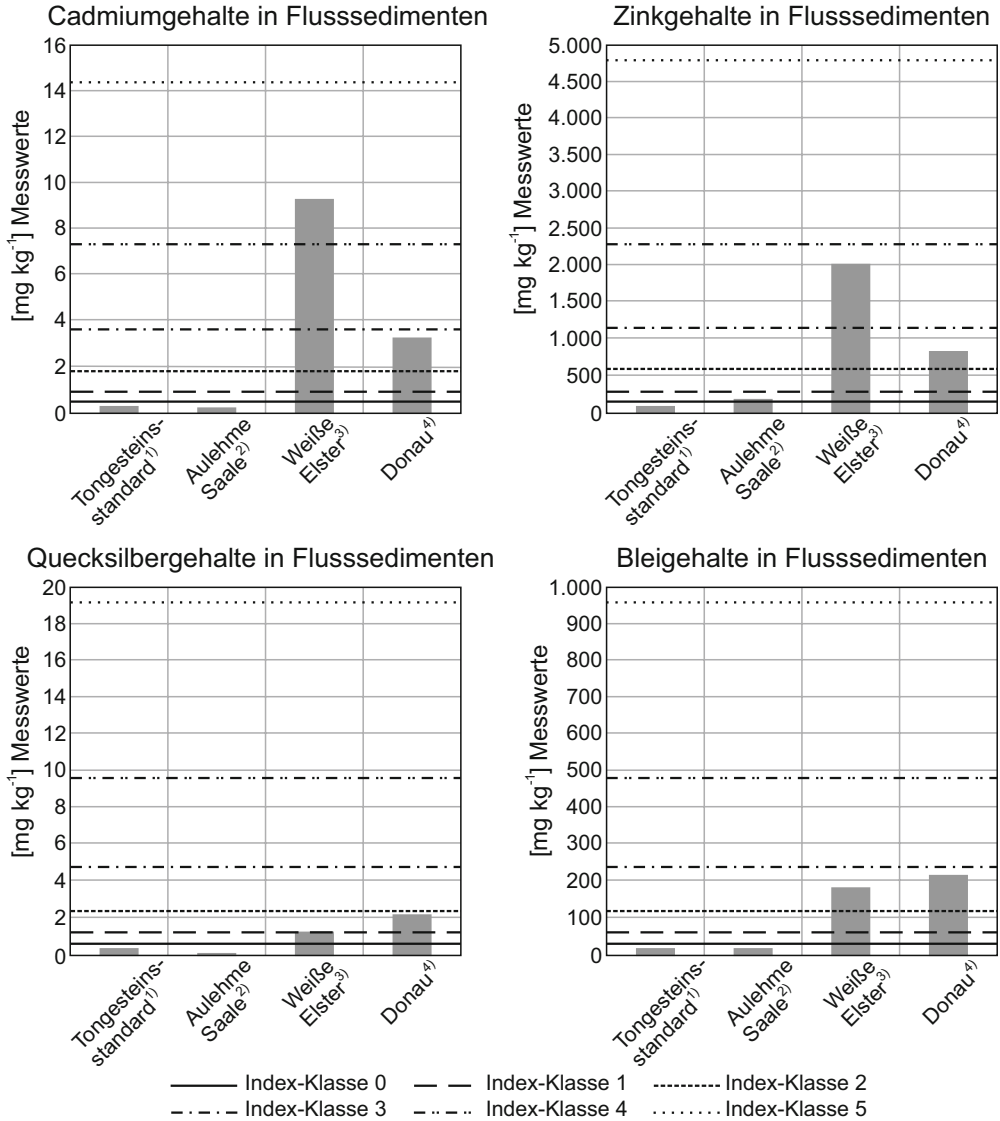 Cadmiumgehalte in Flusssedimenten
[mg kg-1] Messwerte
16
14
12
10
8
6
4
2
0
Tongesteins-
standard1)
Aulehme
Saale2)
Weiße
Elster3)
Donau4)
Zinkgehalte in Flusssedimenten
[mg kg-1] Messwerte
5.000
4.500
4.000
3.500
3.000
2.500
2.000
1.500
1.000
500
0
Tongesteins-
standard1)
Aulehme
Saale2)
Weiße
Elster3)
Donau4)
Quecksilbergehalte in Flusssedimenten
[mg kg-1] Messwerte
20
18
16
14
12
10
8
6
4
2
0
Tongesteins-
standard1)
Aulehme
Saale2)
Weiße
Elster3)
Donau4)
Bleigehalte in Flusssedimenten
[mg kg-1] Messwerte
1.000
900
800
700
600
500
400
300
200
100
0
Tongesteins-
standard1)
Aulehme
Saale2)
Weiße
Elster3)
Donau4)
Index-Klasse 0
Index-Klasse 1
Index-Klasse 2
Index-Klasse 3
Index-Klasse 4
Index-Klasse 5